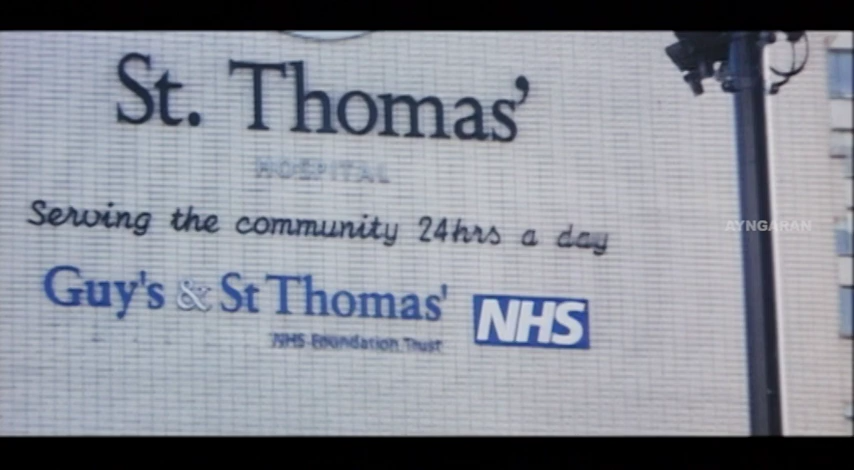 St. Thomas'
HOSPITAL
Serving the community 24hrs a day
Guy's & St Thomas'
NHS
NHS Foundation Trust
AYNGARAN